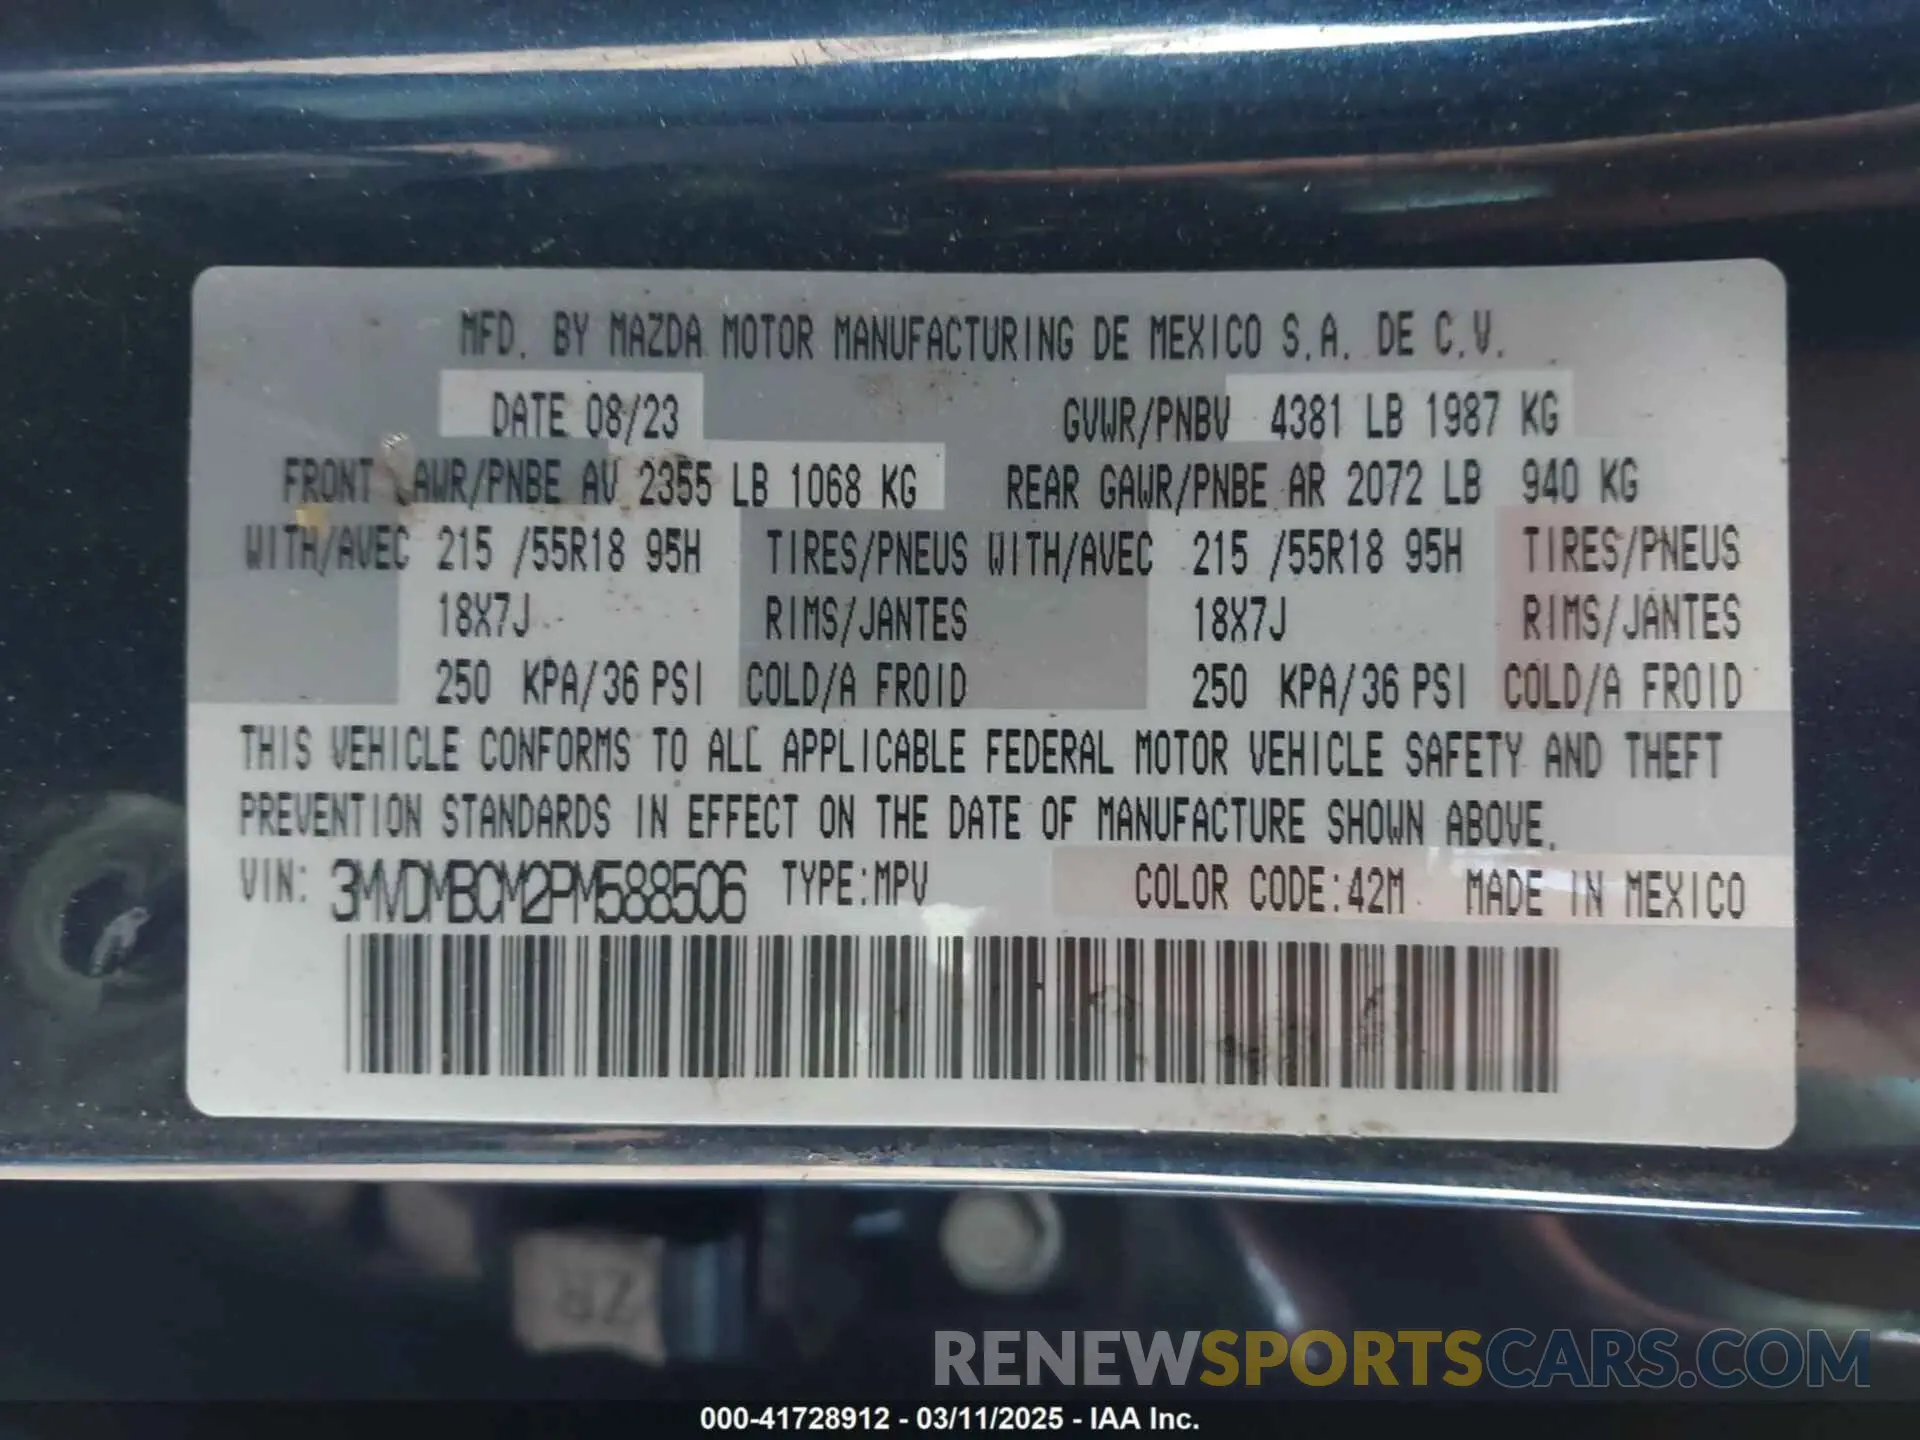 MFD. BY MAZDA MOTOR MANUFACTURING DE MEXICO S.A. DE C.V.
DATE 08/23 GVWR/PNBV 4381 LB 1987 KG
FRONT GAWR/PNBE AV 2355 LB 1068 KG REAR GAWR/PNBE AR 2072 LB 940 KG
WITH/AVEC 215 /55R18 95H TIRES/PNEUS WITH/AVEC 215 /55R18 95H TIRES/PNEUS
18X7J RIMS/JANTES 18X7J RIMS/JANTES
250 KPA/36 PSI COLD/A FROID 250 KPA/36 PSI COLD/A FROID
THIS VEHICLE CONFORMS TO ALL APPLICABLE FEDERAL MOTOR VEHICLE SAFETY AND THEFT
PREVENTION STANDARDS IN EFFECT ON THE DATE OF MANUFACTURE SHOWN ABOVE.
VIN: 3MVDMBCM2PM588506 TYPE:MPV COLOR CODE:42M MADE IN MEXICO
RENEWSPORTSCARS.COM
000-41728912 - 03/11/2025 - IAA Inc.